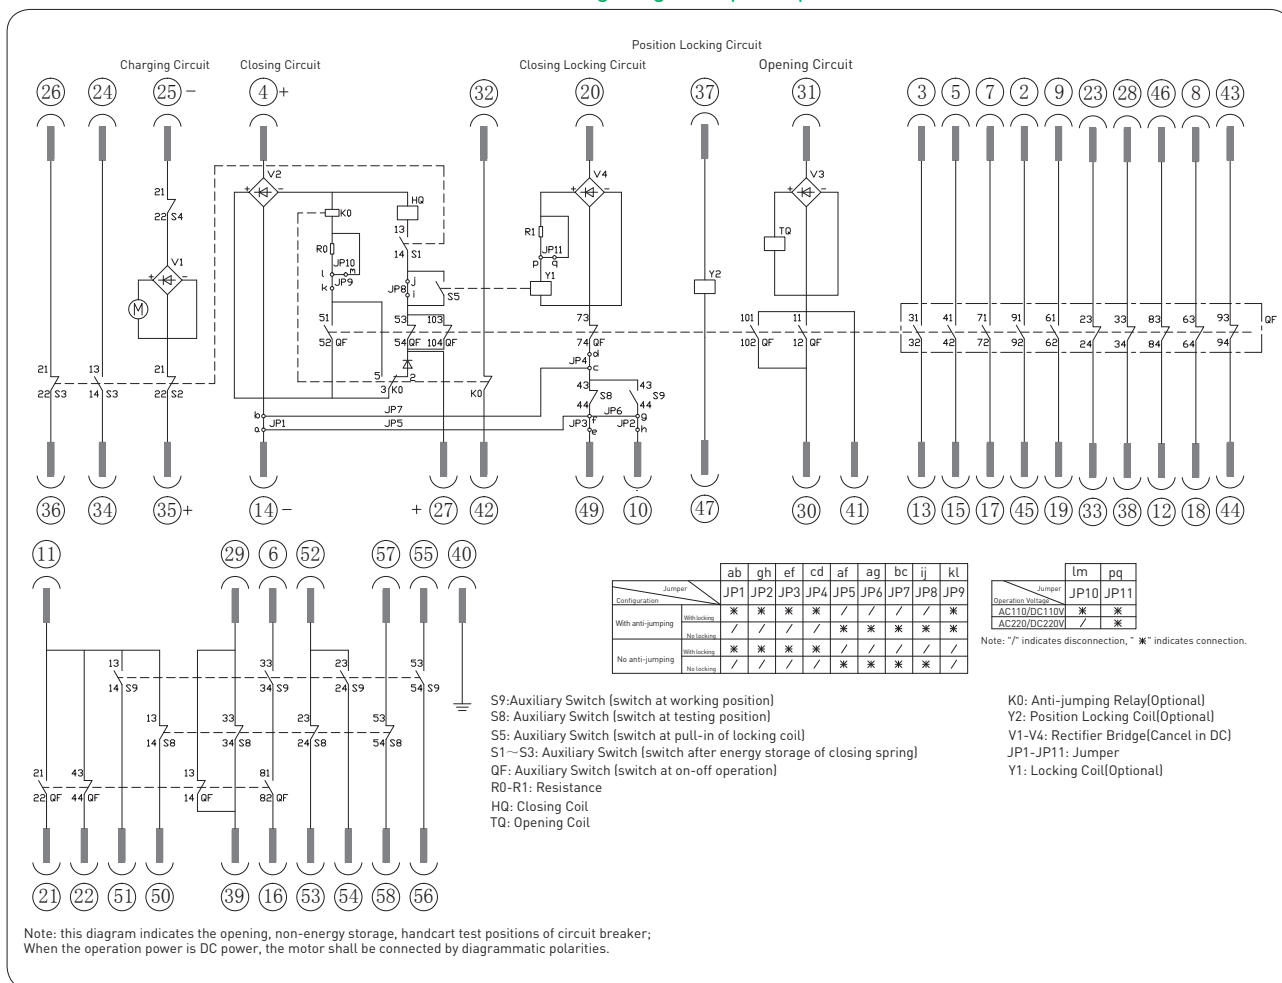 Position Locking Circuit
Charging Circuit Closing Circuit Closing Locking Circuit Opening Circuit
26 24 25 - 4 + 32 20 37 31 3 5 7 2 9 23 28 46 8 43
V2 V4 V3
21
22 S4
K0
HQ
13
14 S1
R0
JP10
l m
JP9
k
j
JP8
i
S5
R1
JP11
p q
Y1
TQ
Y2
V1
M
51 53 103 73 101 11 31 41 71 91 61 23 33 83 63 93 QF
52 QF 54 QF 104 QF 74 QF 102 QF 12 QF 32 42 72 92 62 24 34 84 64 94
d
JP4
c
21 13 21 5 2
22 S3 14 S3 22 S2 3 K0 K0
43 S8 43 S9
44 44
b JP7 f JP6 g
a JP1 JP5 JP3 e JP2 h
36 34 35 + 14 - + 27 42 49 10 47 30 41 13 15 17 45 19 33 38 12 18 44
11 29 6 52 57 55 40
13 33 23 53
14 S9 34 S9 24 S9 54 S9
13 33 23 53
14 S8 34 S8 24 S8 54 S8
21 43 13 81
22 QF 44 QF 14 QF 82 QF
21 22 51 50 39 16 53 54 58 56
ab gh ef cd af ag bc ij kl
Jumper JP1 JP2 JP3 JP4 JP5 JP6 JP7 JP8 JP9
Configuration
With anti-jumping With locking ※ ※ ※ ※ / / / / ※
No locking / / / / ※ ※ ※ ※ ※
No anti-jumping With locking ※ ※ ※ ※ / / / / /
No locking / / / / ※ ※ ※ ※ /
lm pq
Jumper JP10 JP11
Operation Voltage
AC110/DC110V ※ ※
AC220/DC220V / ※
Note: "/" indicates disconnection, " ※" indicates connection.
S9:Auxiliary Switch (switch at working position)
S8: Auxiliary Switch (switch at testing position)
S5: Auxiliary Switch (switch at pull-in of locking coil)
S1～S3: Auxiliary Switch (switch after energy storage of closing spring)
QF: Auxiliary Switch (switch at on-off operation)
R0-R1: Resistance
HQ: Closing Coil
TQ: Opening Coil
K0: Anti-jumping Relay(Optional)
Y2: Position Locking Coil(Optional)
V1-V4: Rectifier Bridge(Cancel in DC)
JP1-JP11: Jumper
Y1: Locking Coil(Optional)
Note: this diagram indicates the opening, non-energy storage, handcart test positions of circuit breaker;
When the operation power is DC power, the motor shall be connected by diagrammatic polarities.